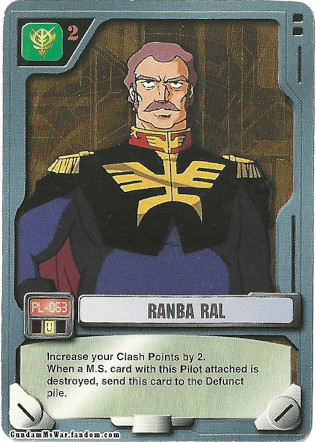 2
PL-063
U
RANBA RAL
Increase your Clash Points by 2.
When a M.S. card with this Pilot attached is
destroyed, send this card to the Defunct
pile.
GundamMsWar.fandom.com